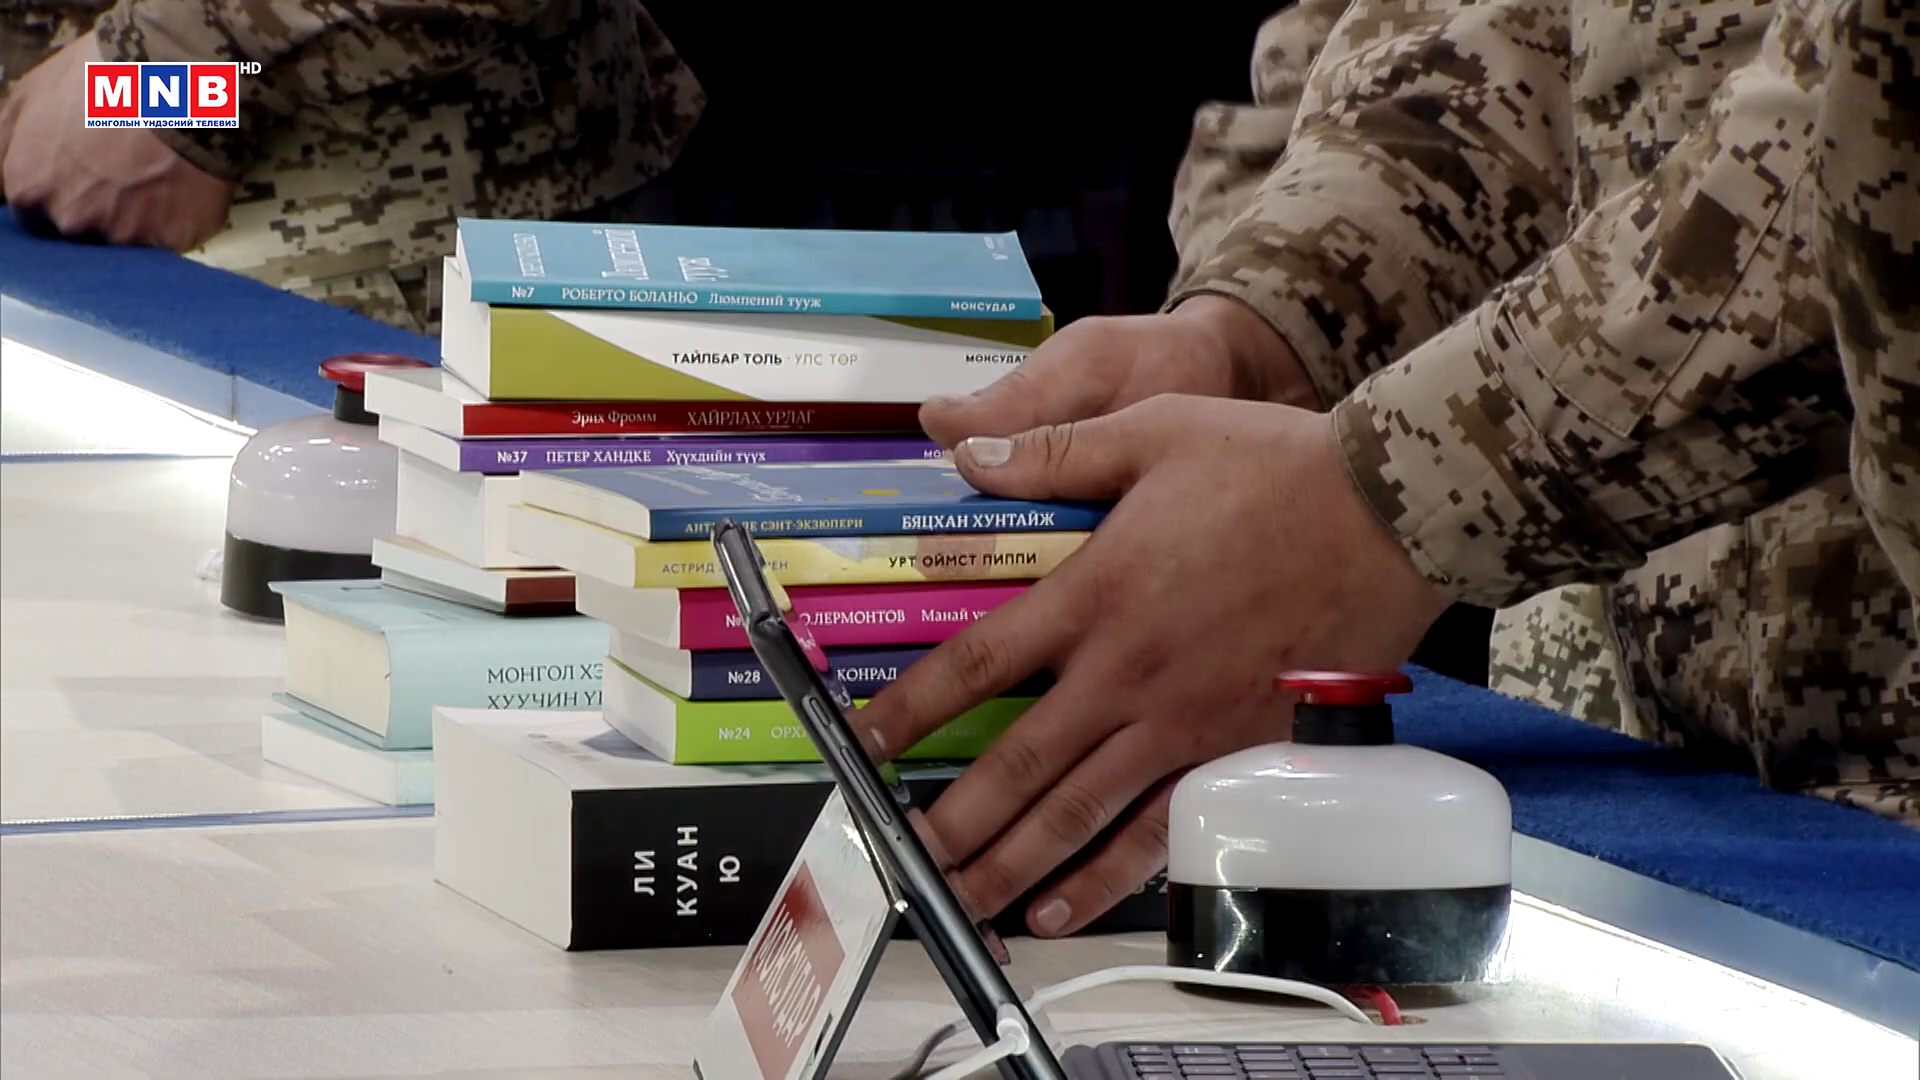 MNB HD
МОНГОЛЫН ҮНДЭСНИЙ ТЕЛЕВИЗ
№7 РОБЕРТО БОЛАНЬО Люмпений тууж МОНСУДАР
ТАЙЛБАР ТОЛЬ · УЛС ТӨР МОНСУДАР
Эрих Фромм ХАЙРЛАХ УРЛАГ
№37 ПЕТЕР ХАНДКЕ Хүүхдийн түүх
СЭНТ-ЭКЗЮПЕРИ БЯЦХАН ХУНТАЙЖ
АСТРИД УРТ ОЙМСТ ПИППИ
ЛЕРМОНТОВ Манай
№28 КОНРАД
№24
МОНГОЛ
ХУУЧИН
ЛИ
КУАН
Ю
МОНСУДАР